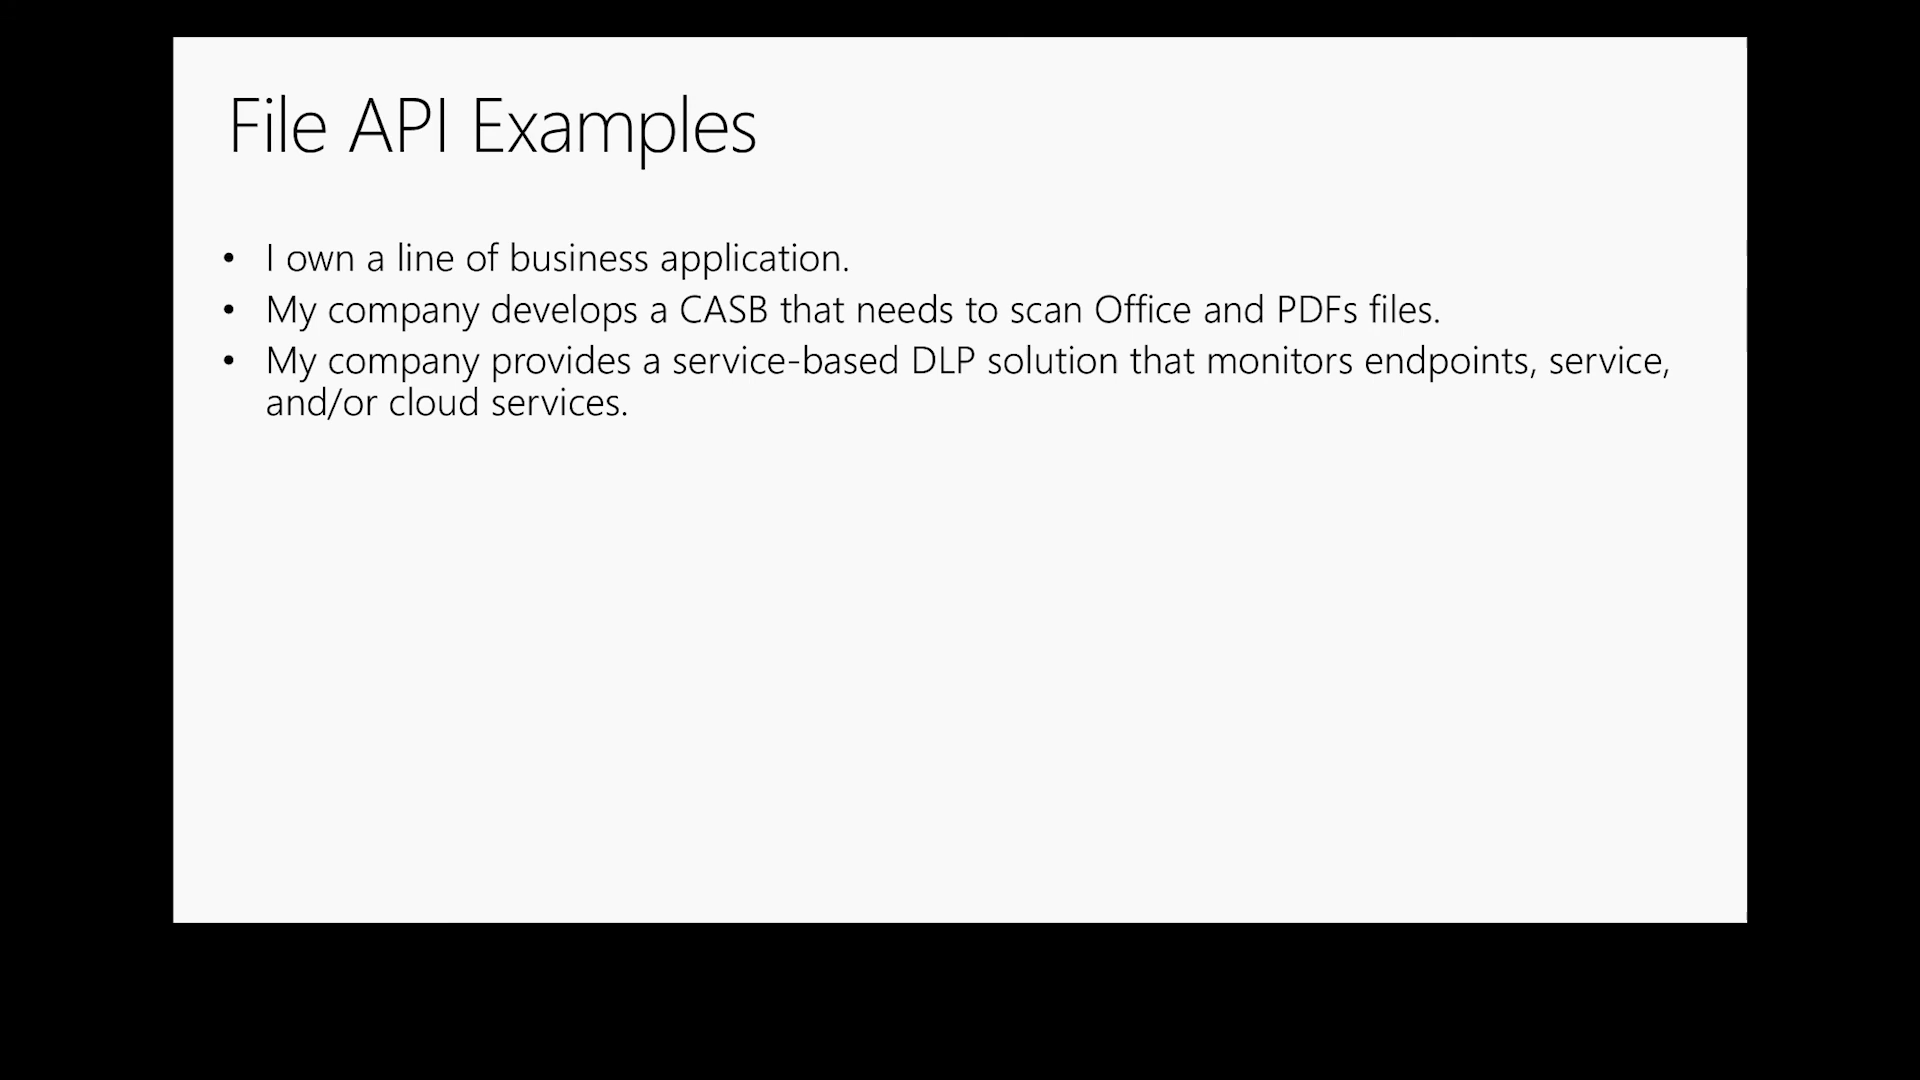 File API Examples
• I own a line of business application.
• My company develops a CASB that needs to scan Office and PDFs files.
• My company provides a service-based DLP solution that monitors endpoints, service,
and/or cloud services.